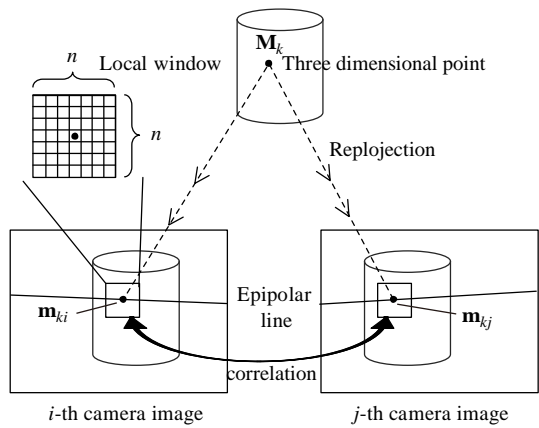 M_k
n
Local window
Three dimensional point
n
Replojection
Epipolar
line
m_ki
m_kj
correlation
i-th camera image
j-th camera image